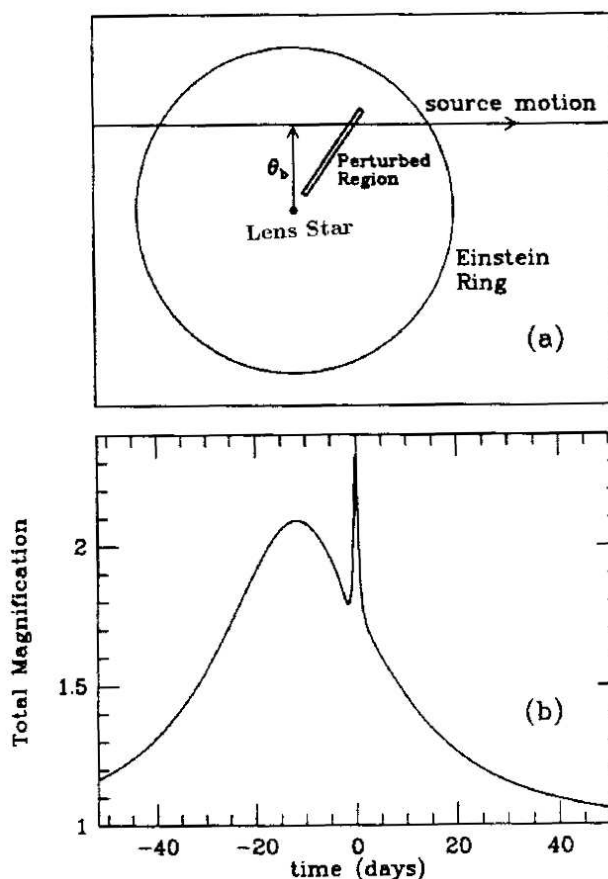 source motion
θb
Perturbed
Region
Lens Star
Einstein
Ring
(a)
Total Magnification
2
1.5
1
(b)
−40 −20 0 20 40
time (days)